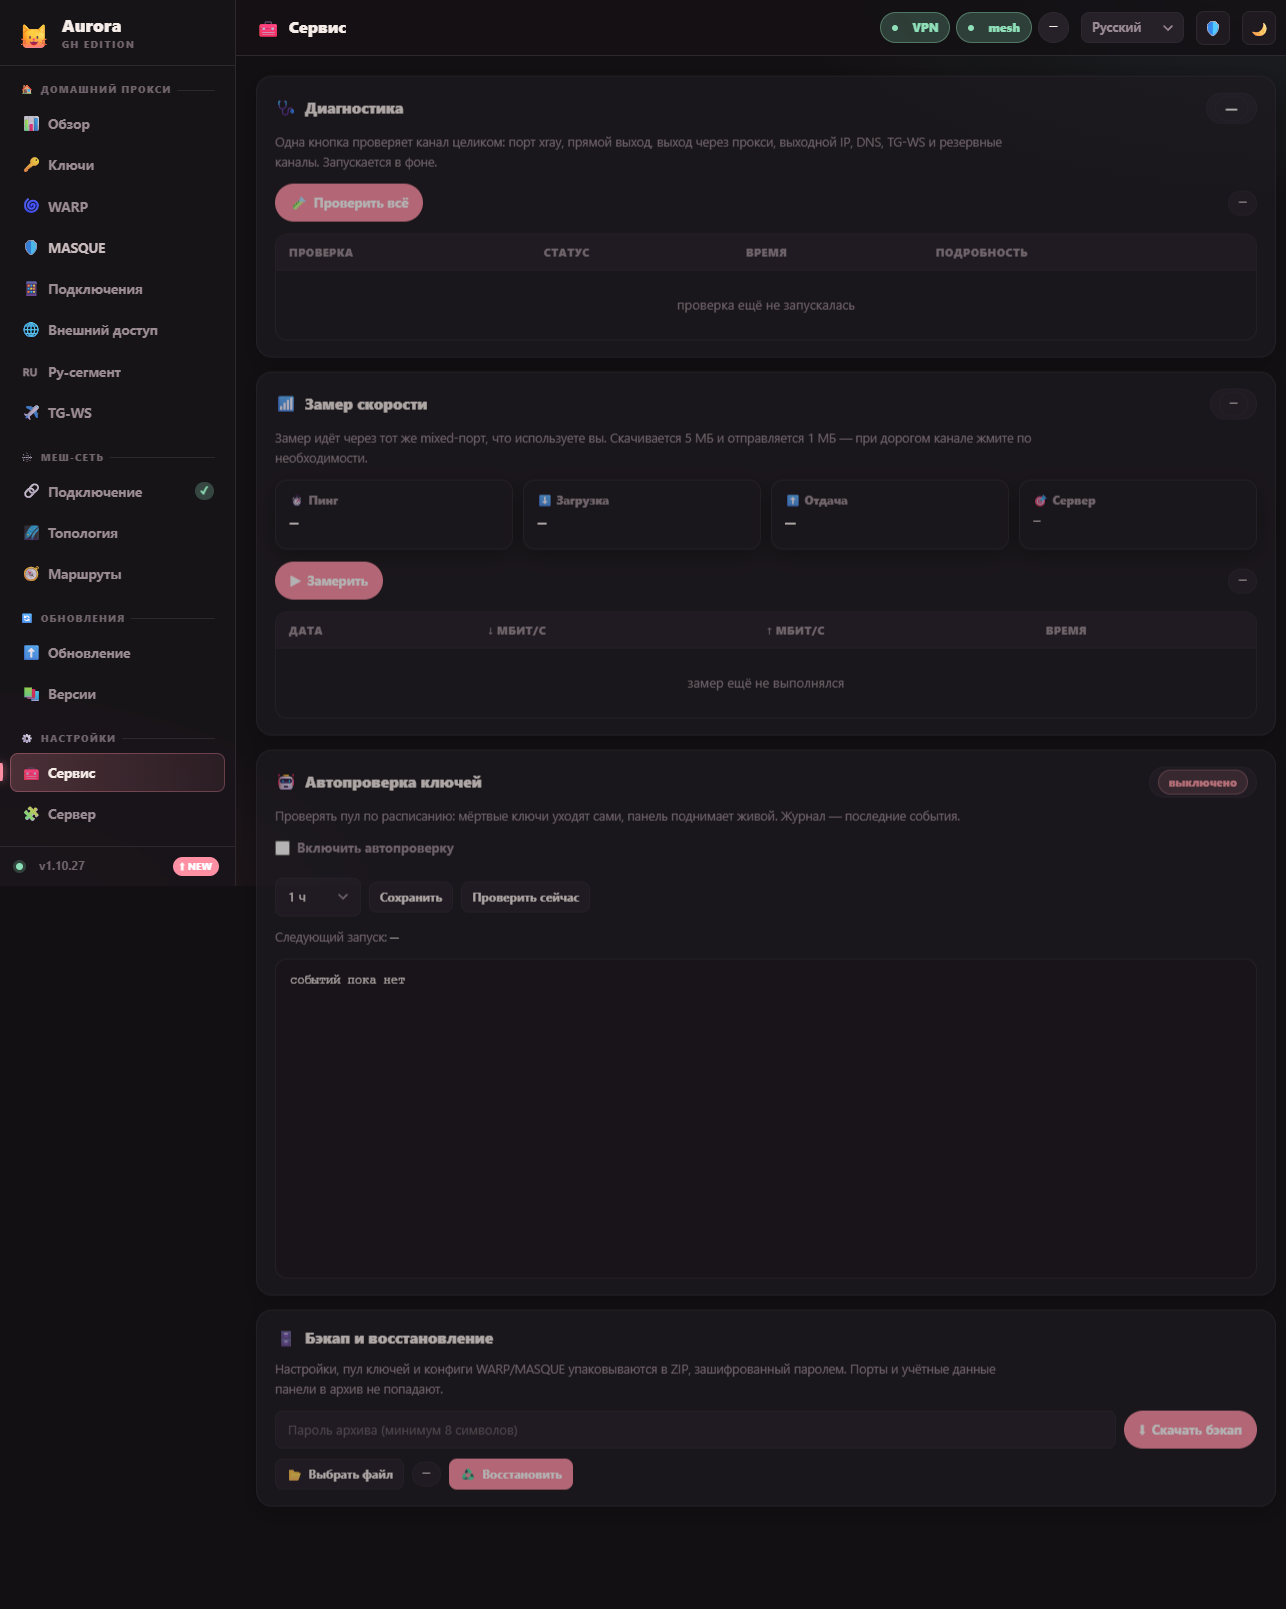 Aurora
GH EDITION
ДОМАШНИЙ ПРОКСИ
Обзор
Ключи
WARP
MASQUE
Подключения
Внешний доступ
RU Ру-сегмент
TG-WS
МЕШ-СЕТЬ
Подключение
Топология
Маршруты
ОБНОВЛЕНИЯ
Обновление
Версии
НАСТРОЙКИ
Сервис
Сервер
v1.10.27
NEW
Сервис
VPN
mesh
—
Русский
Диагностика
—
Одна кнопка проверяет канал целиком: порт xray, прямой выход, выход через прокси, выходной IP, DNS, TG-WS и резервные
каналы. Запускается в фоне.
Проверить всё
—
ПРОВЕРКА СТАТУС ВРЕМЯ ПОДРОБНОСТЬ
проверка ещё не запускалась
Замер скорости
—
Замер идёт через тот же mixed-порт, что используете вы. Скачивается 5 МБ и отправляется 1 МБ — при дорогом канале жмите по
необходимости.
Пинг Загрузка Отдача Сервер
— — — —
Замерить
—
ДАТА ↓ МБИТ/С ↑ МБИТ/С ВРЕМЯ
замер ещё не выполнялся
Автопроверка ключей
выключено
Проверять пул по расписанию: мёртвые ключи уходят сами, панель поднимает живой. Журнал — последние события.
Включить автопроверку
1 ч
Сохранить
Проверить сейчас
Следующий запуск: —
событий пока нет
Бэкап и восстановление
Настройки, пул ключей и конфиги WARP/MASQUE упаковываются в ZIP, зашифрованный паролем. Порты и учётные данные
панели в архив не попадают.
Пароль архива (минимум 8 символов)
⬇ Скачать бэкап
Выбрать файл
—
Восстановить